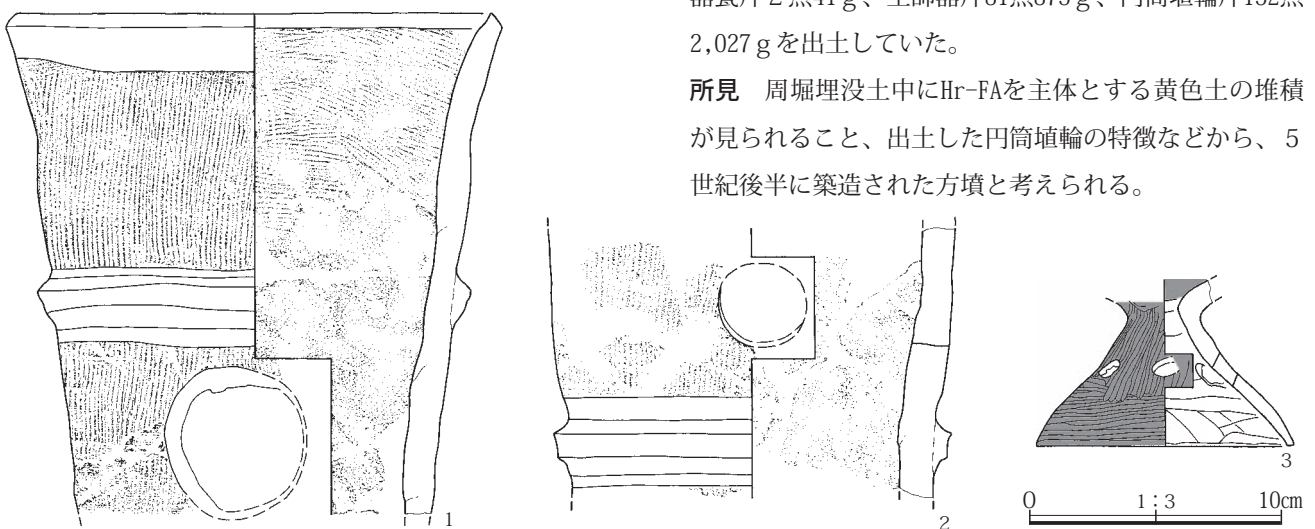 2,027ｇを出土していた。
所見　周堀埋没土中にHr-FAを主体とする黄色土の堆積
が見られること、出土した円筒埴輪の特徴などから、５
世紀後半に築造された方墳と考えられる。
1
2
3
0 1：3 10cm